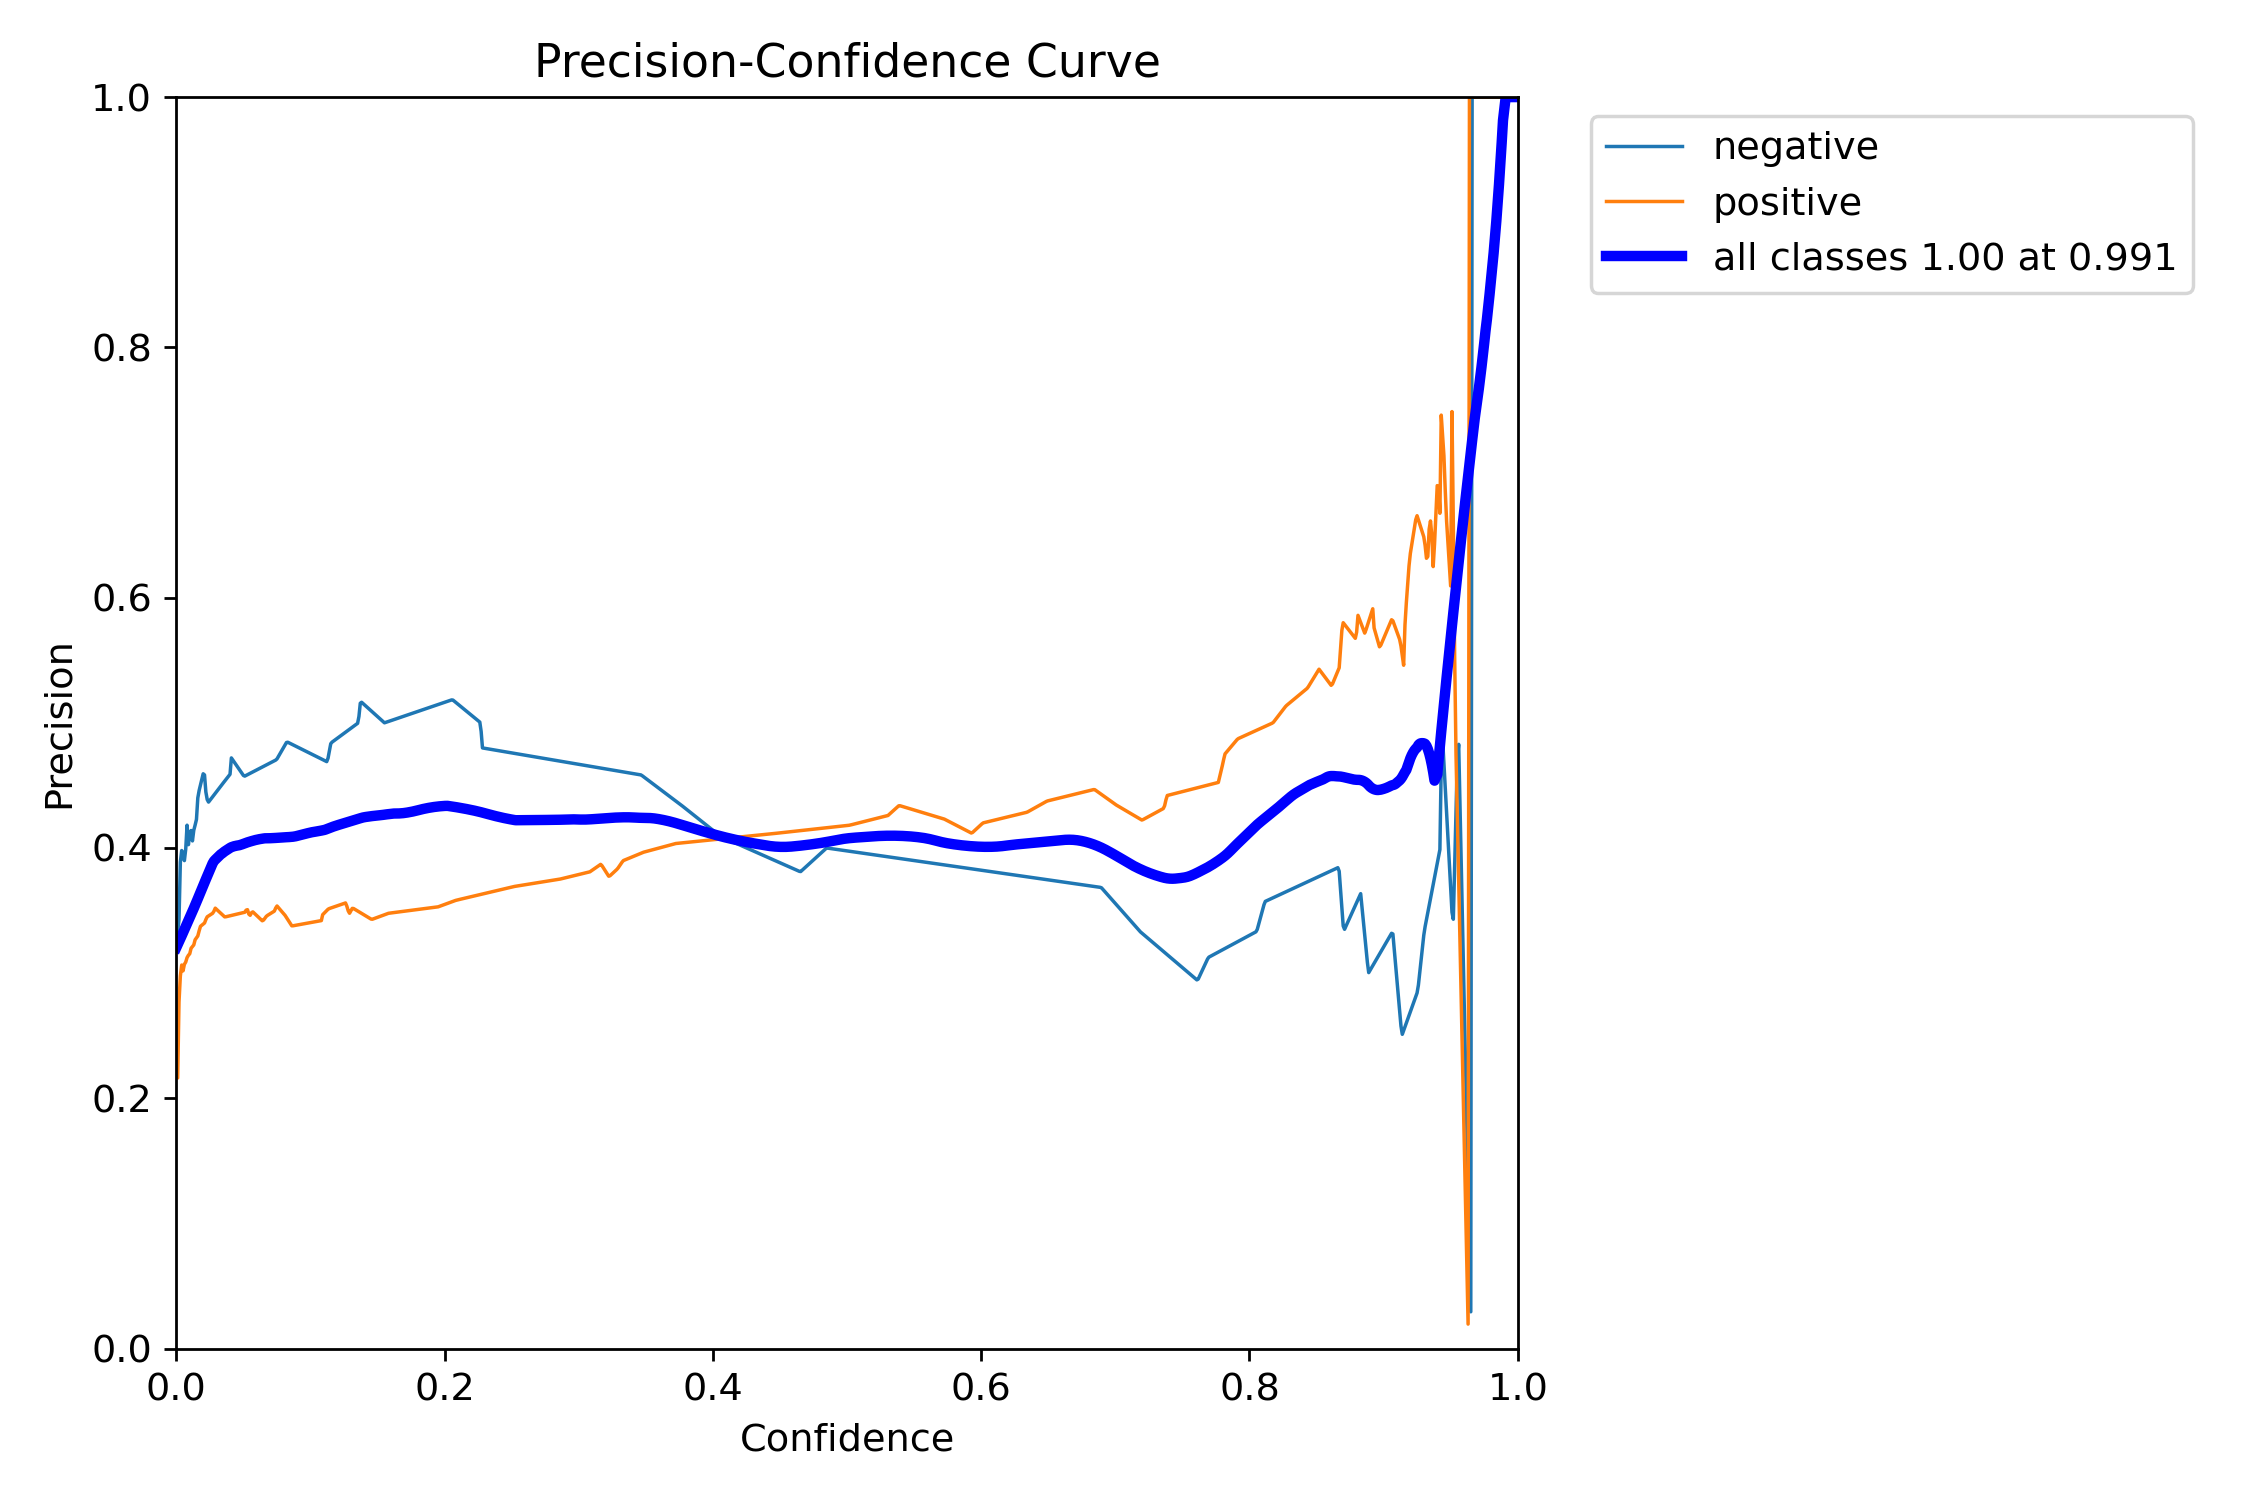 Precision-Confidence Curve
1.0
0.8
0.6
0.4
0.2
0.0
Precision
0.0 0.2 0.4 0.6 0.8 1.0
Confidence
negative
positive
all classes 1.00 at 0.991